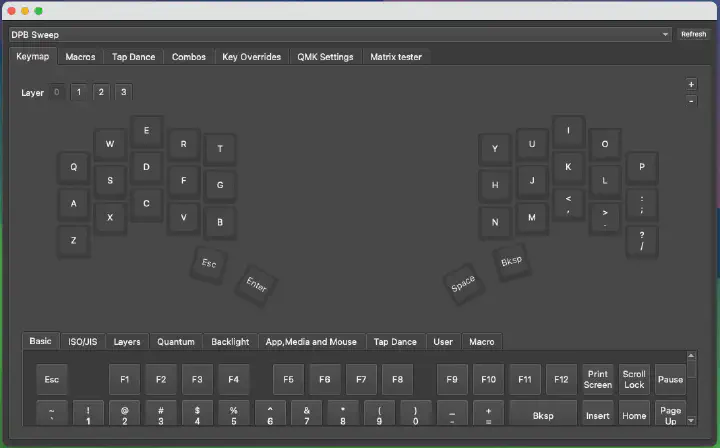 DPB Sweep Refresh
Keymap Macros Tap Dance Combos Key Overrides QMK Settings Matrix tester
Layer 0 1 2 3 +
-
Q W E R T Y U I O P
A S D F G H J K L : ;
Z X C V B N M < , > . ? /
Esc Enter Space Bksp
Basic ISO/JIS Layers Quantum Backlight App,Media and Mouse Tap Dance User Macro
Esc F1 F2 F3 F4 F5 F6 F7 F8 F9 F10 F11 F12 Print Screen Scroll Lock Pause
~ ` ! 1 @ 2 # 3 $ 4 % 5 ^ 6 & 7 * 8 ( 9 ) 0 _ - + = Bksp Insert Home Page Up